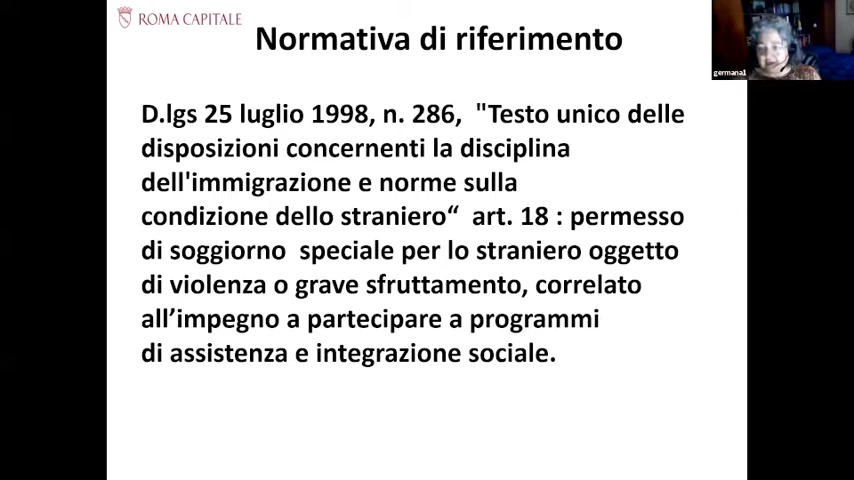 ROMA CAPITALE
Normativa di riferimento
germana1
D.lgs 25 luglio 1998, n. 286,  "Testo unico delle
disposizioni concernenti la disciplina
dell'immigrazione e norme sulla
condizione dello straniero“  art. 18 : permesso
di soggiorno  speciale per lo straniero oggetto
di violenza o grave sfruttamento, correlato
all’impegno a partecipare a programmi
di assistenza e integrazione sociale.